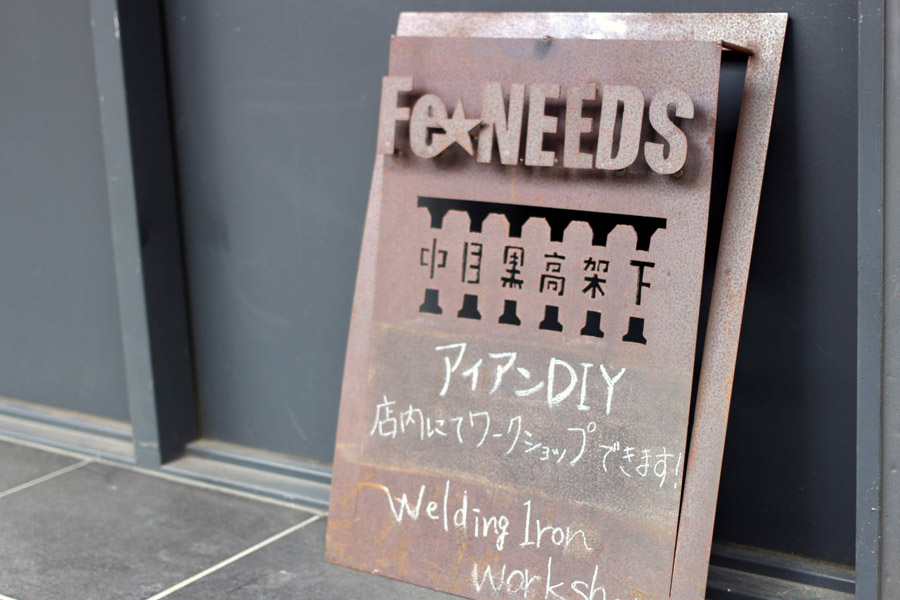 Fe★NEEDS
中目黒高架下
アイアンDIY
店内にてワークショップできます!
Welding Iron